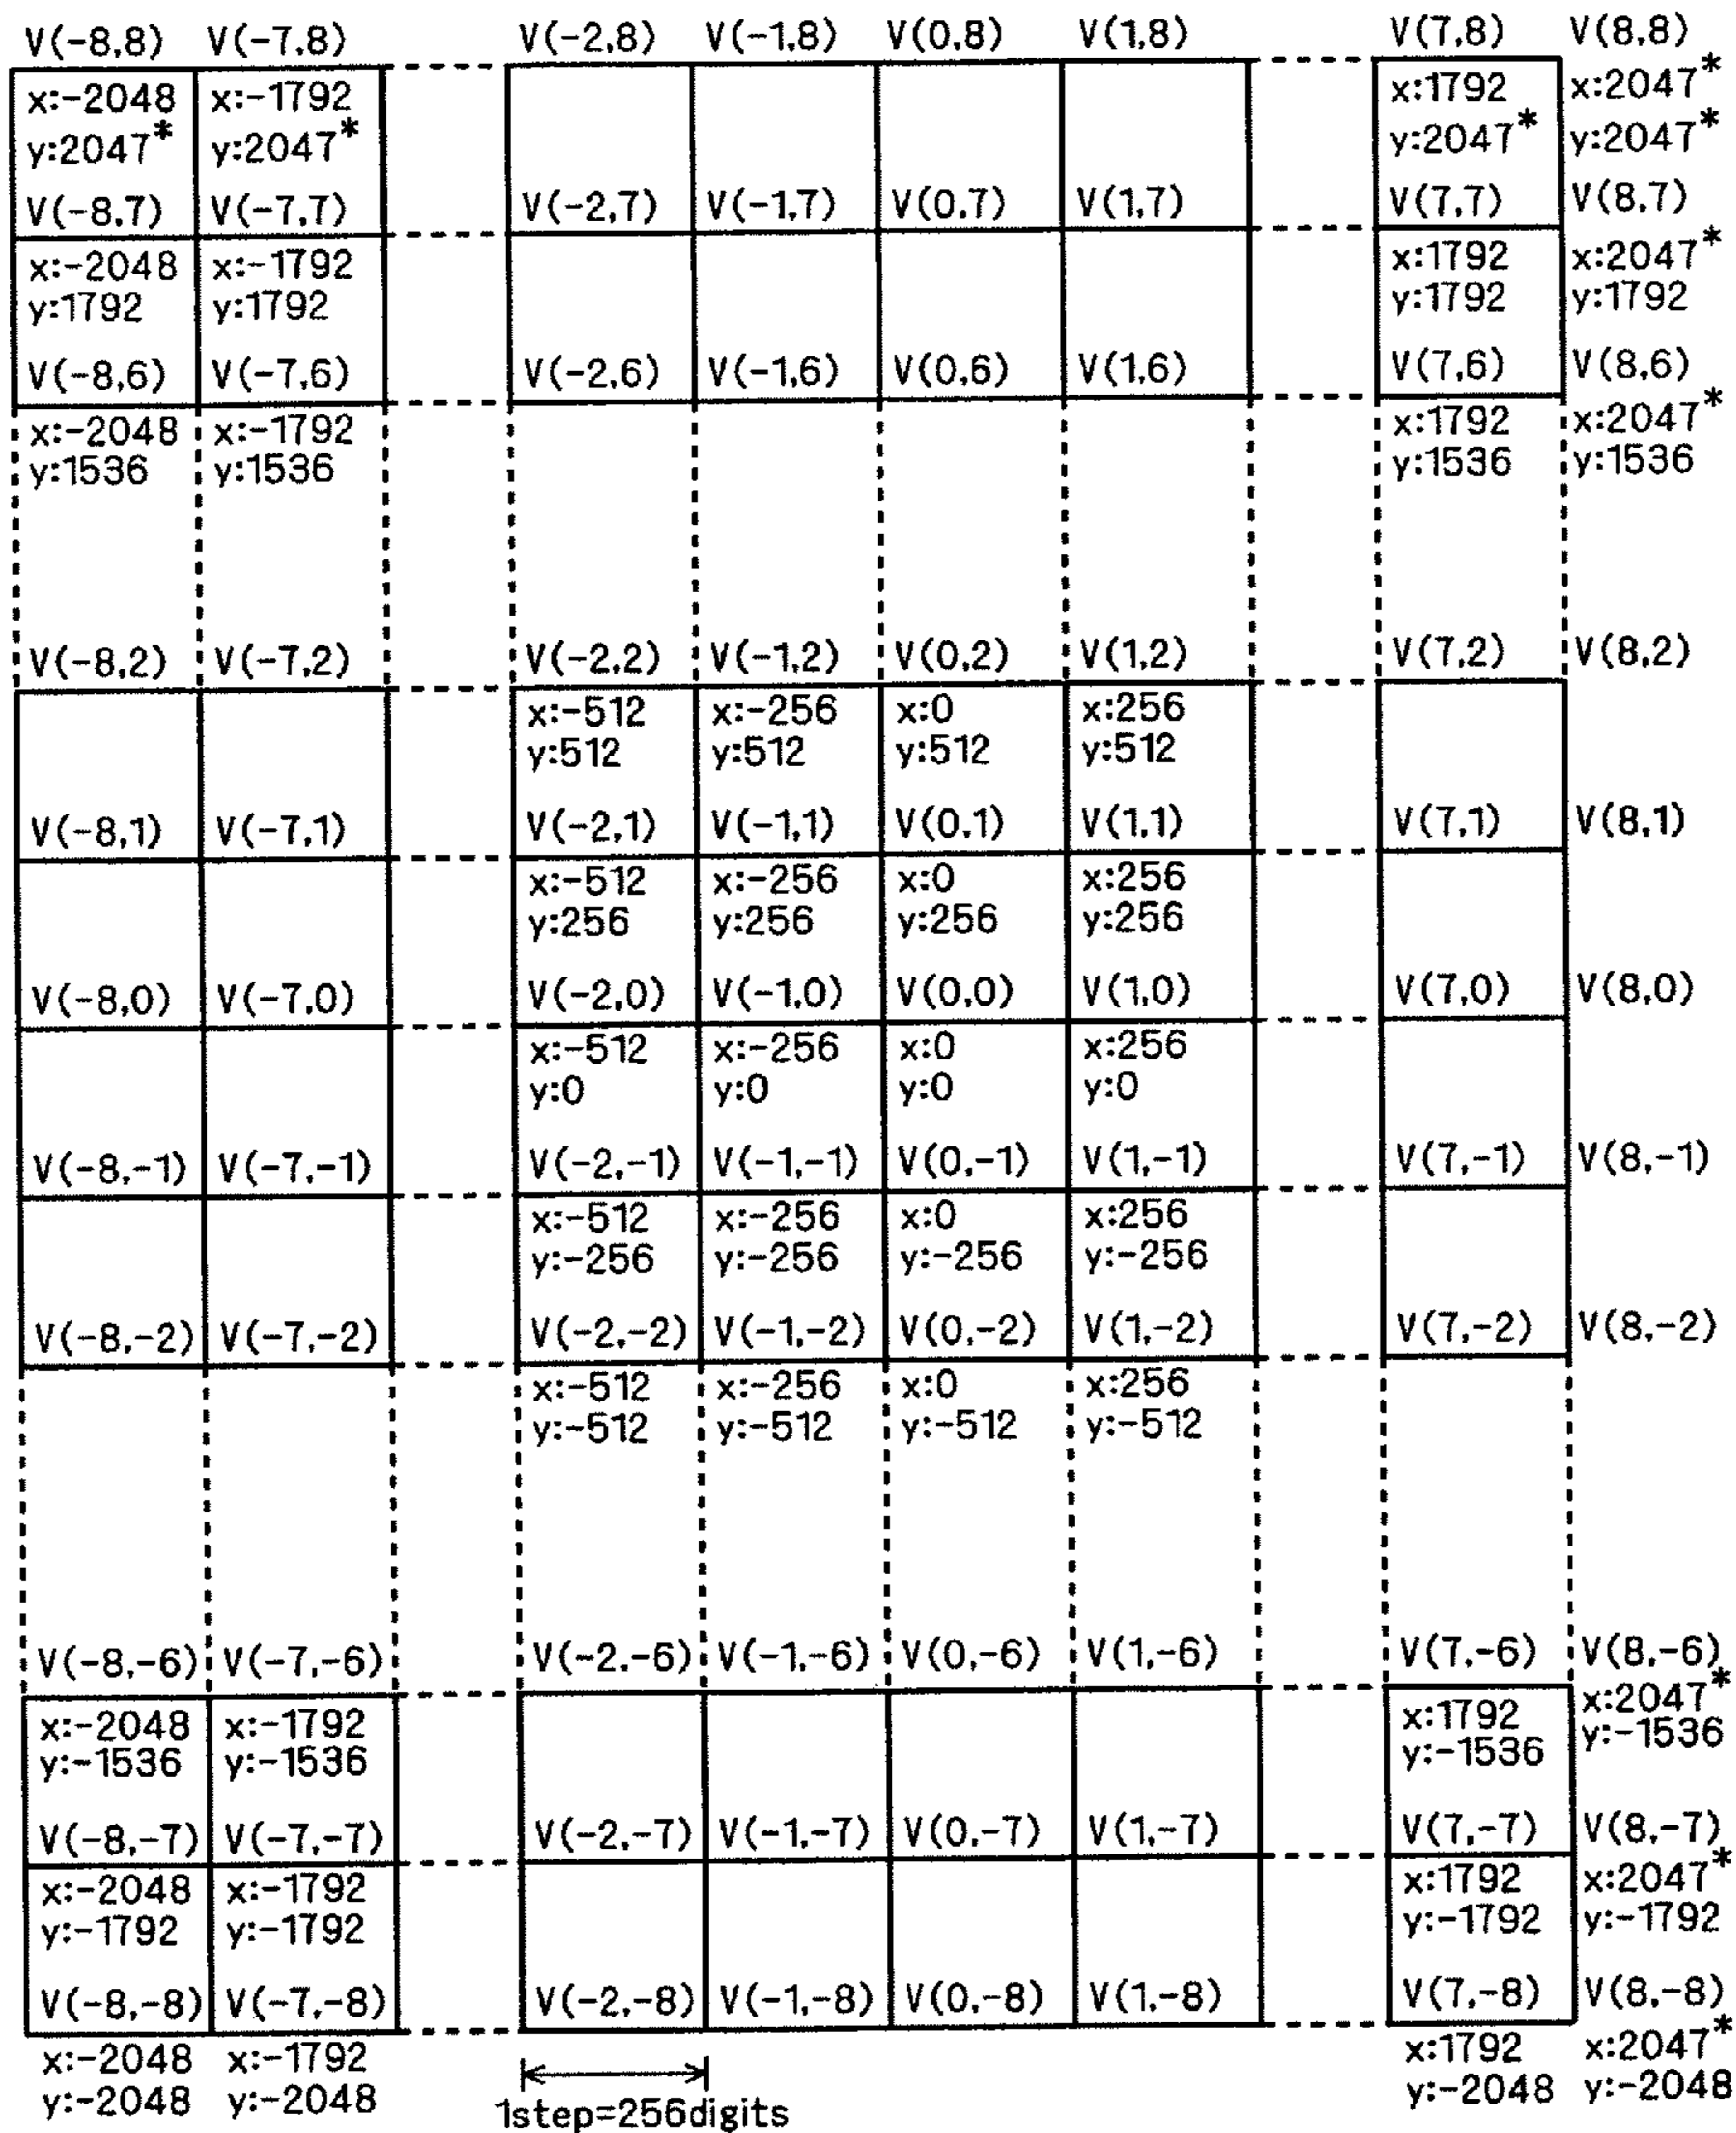 V(-8,8) V(-7,8) V(-2,8) V(-1,8) V(0,8) V(1,8) V(7,8) V(8,8)
x:-2048 x:-1792 x:1792 x:2047*
y:2047* y:2047* y:2047* y:2047*
V(-8,7) V(-7,7) V(-2,7) V(-1,7) V(0,7) V(1,7) V(7,7) V(8,7)
x:-2048 x:-1792 x:1792 x:2047*
y:1792 y:1792 y:1792 y:1792
V(-8,6) V(-7,6) V(-2,6) V(-1,6) V(0,6) V(1,6) V(7,6) V(8,6)
x:-2048 x:-1792 x:1792 x:2047*
y:1536 y:1536 y:1536 y:1536
V(-8,2) V(-7,2) V(-2,2) V(-1,2) V(0,2) V(1,2) V(7,2) V(8,2)
x:-512 x:-256 x:0 x:256
y:512 y:512 y:512 y:512
V(-8,1) V(-7,1) V(-2,1) V(-1,1) V(0,1) V(1,1) V(7,1) V(8,1)
x:-512 x:-256 x:0 x:256
y:256 y:256 y:256 y:256
V(-8,0) V(-7,0) V(-2,0) V(-1,0) V(0,0) V(1,0) V(7,0) V(8,0)
x:-512 x:-256 x:0 x:256
y:0 y:0 y:0 y:0
V(-8,-1) V(-7,-1) V(-2,-1) V(-1,-1) V(0,-1) V(1,-1) V(7,-1) V(8,-1)
x:-512 x:-256 x:0 x:256
y:-256 y:-256 y:-256 y:-256
V(-8,-2) V(-7,-2) V(-2,-2) V(-1,-2) V(0,-2) V(1,-2) V(7,-2) V(8,-2)
x:-512 x:-256 x:0 x:256
y:-512 y:-512 y:-512 y:-512
V(-8,-6) V(-7,-6) V(-2,-6) V(-1,-6) V(0,-6) V(1,-6) V(7,-6) V(8,-6)
x:-2048 x:-1792 x:1792 x:2047*
y:-1536 y:-1536 y:-1536 y:-1536
V(-8,-7) V(-7,-7) V(-2,-7) V(-1,-7) V(0,-7) V(1,-7) V(7,-7) V(8,-7)
x:-2048 x:-1792 x:1792 x:2047*
y:-1792 y:-1792 y:-1792 y:-1792
V(-8,-8) V(-7,-8) V(-2,-8) V(-1,-8) V(0,-8) V(1,-8) V(7,-8) V(8,-8)
x:-2048 x:-1792 x:1792 x:2047*
y:-2048 y:-2048 y:-2048 y:-2048
1step=256digits